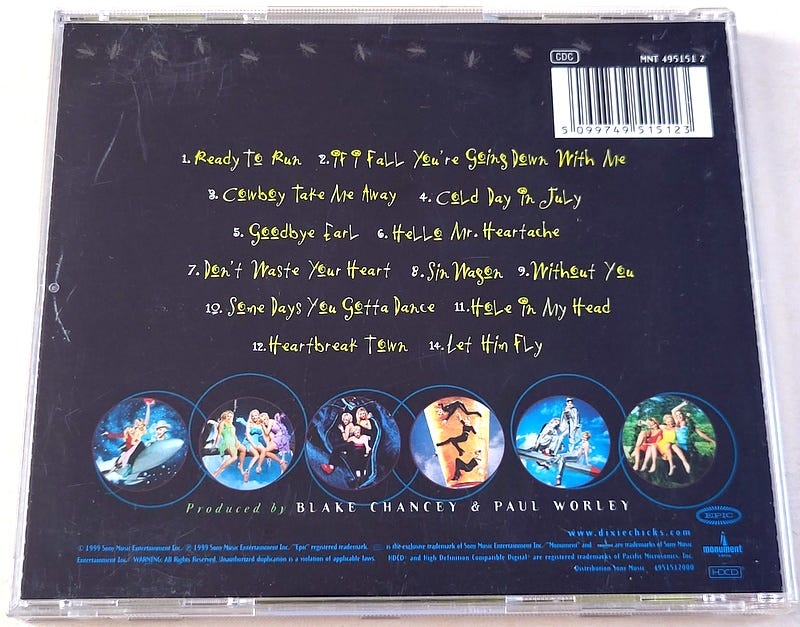 CDC
MNT 495151 2
5 099749 515123
1. Ready To Run 2. If I Fall You're Going Down With Me
3. Cowboy Take Me Away 4. Cold Day In July
5. Goodbye Earl 6. Hello Mr. Heartache
7. Don't Waste Your Heart 8. Sin Wagon 9. Without You
10. Some Days You Gotta Dance 11. Hole In My Head
12. Heartbreak Town 14. Let Him Fly
Produced by BLAKE CHANCEY & PAUL WORLEY
EPIC
www.dixiechicks.com
© 1999 Sony Music Entertainment Inc. ℗ 1999 Sony Music Entertainment Inc. "Epic" registered trademark. is the exclusive trademark of Sony Music Entertainment Inc. "Monument" and are trademarks of Sony Music
Entertainment Inc. WARNING: All Rights Reserved. Unauthorized duplication is a violation of applicable laws. HDCD® and High Definition Compatible Digital® are registered trademarks of Pacific Microsonics, Inc.
Distribution Sony Music 4951512000
monument
HDCD